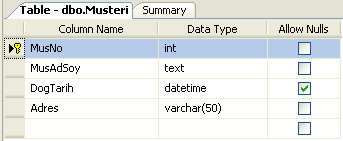 Table - dbo.Musteri Summary
Column Name Data Type Allow Nulls
MusNo int
MusAdSoy text
DogTarih datetime
Adres varchar(50)